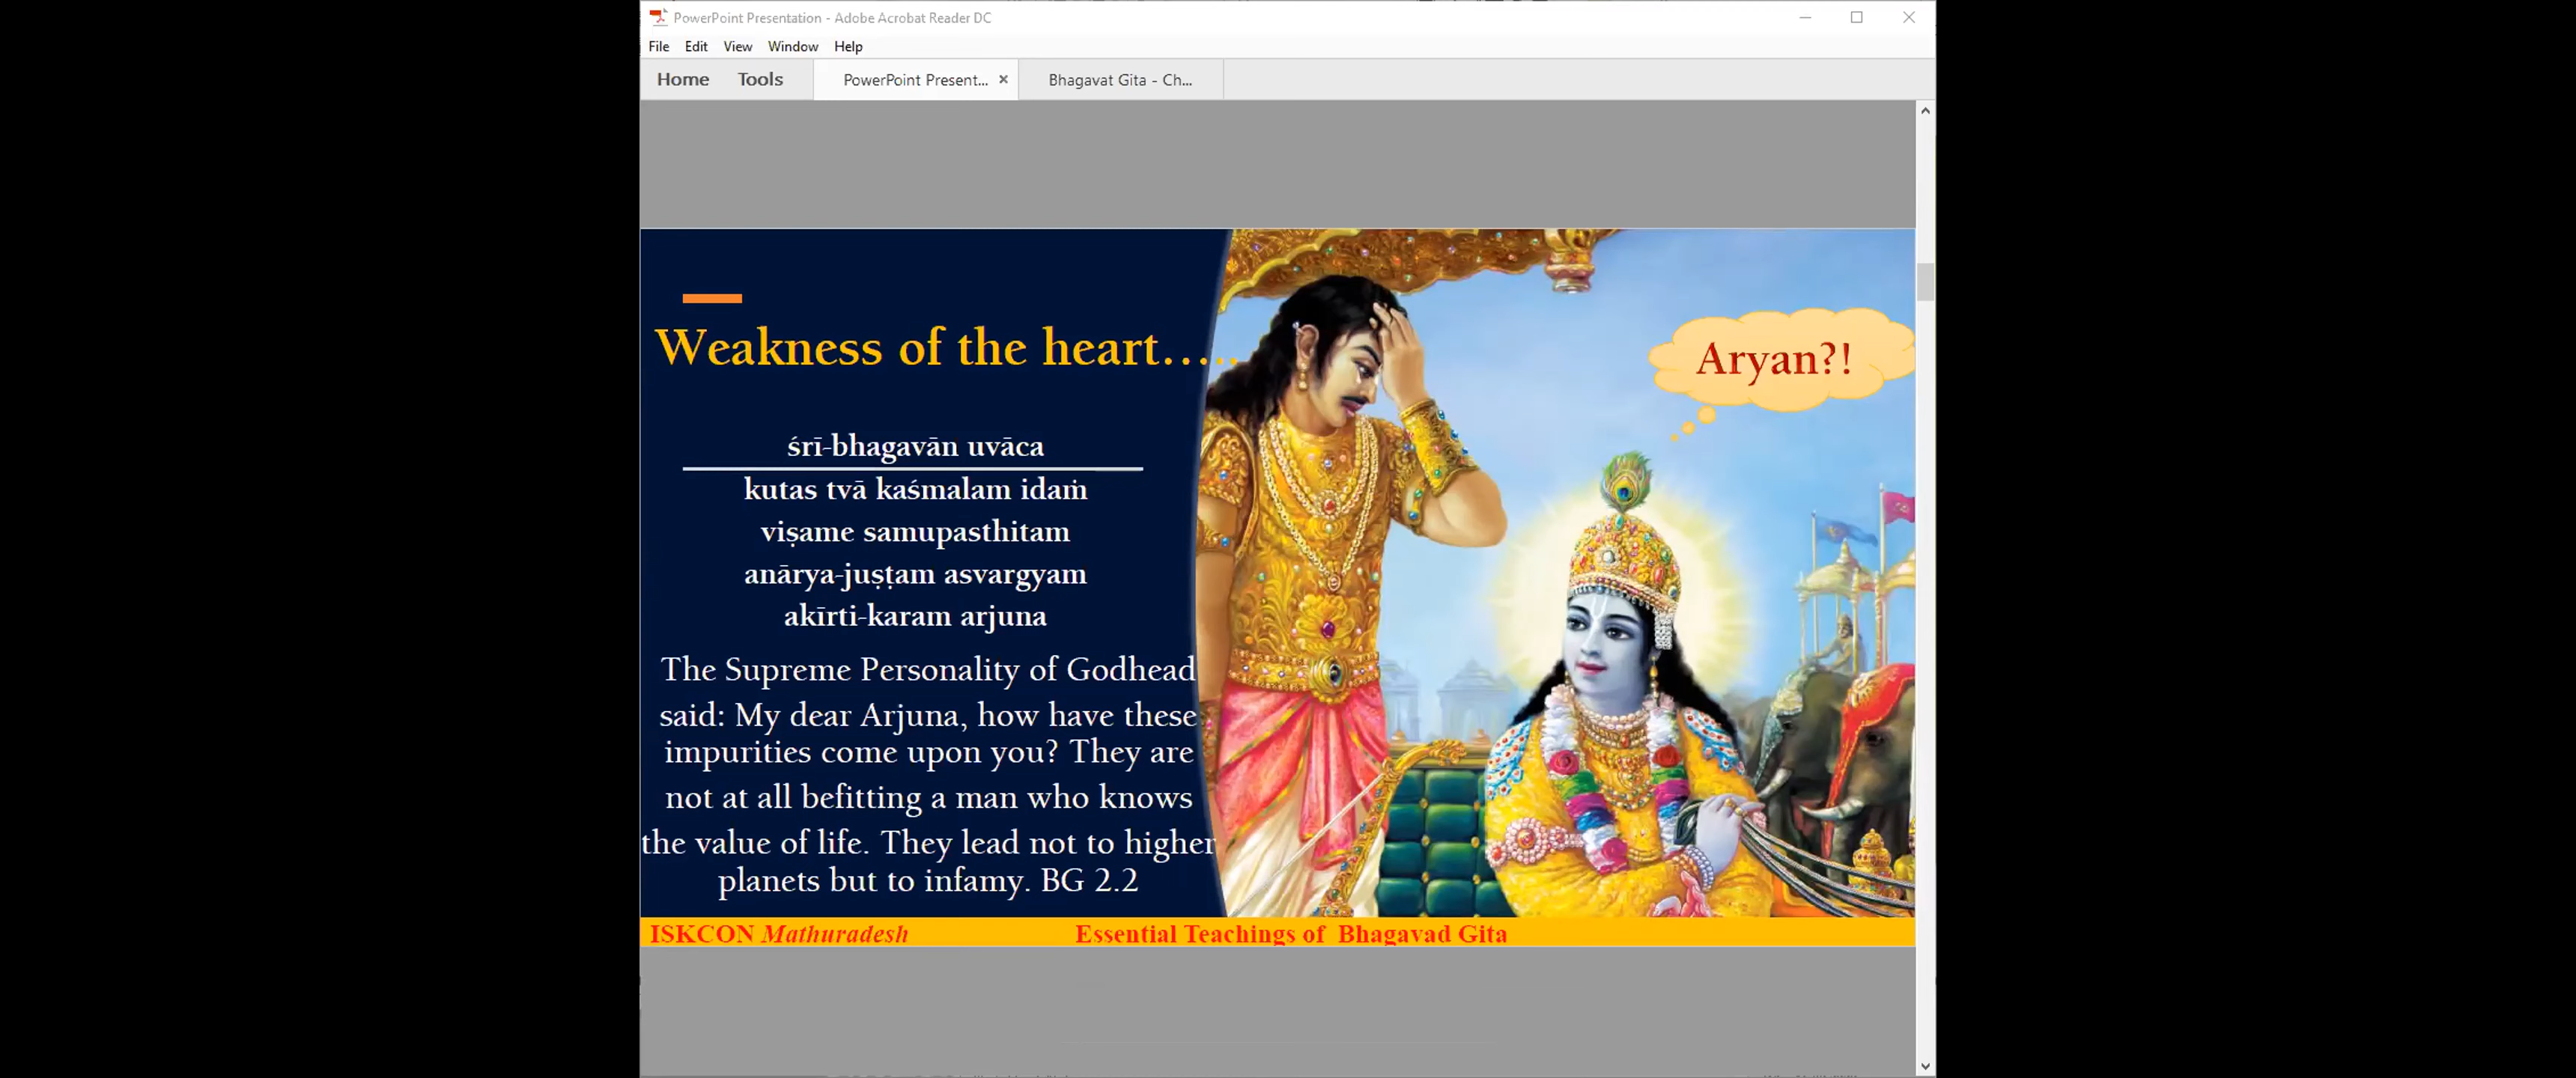 PowerPoint Presentation - Adobe Acrobat Reader DC
File Edit View Window Help
Home Tools PowerPoint Present... Bhagavat Gita - Ch...
Weakness of the heart.....
Aryan?!
śrī-bhagavān uvāca
kutas tvā kaśmalam idaṁ
viṣame samupasthitam
anārya-juṣṭam asvargyam
akīrti-karam arjuna
The Supreme Personality of Godhead
said: My dear Arjuna, how have these
impurities come upon you? They are
not at all befitting a man who knows
the value of life. They lead not to higher
planets but to infamy. BG 2.2
ISKCON Mathuradesh Essential Teachings of Bhagavad Gita